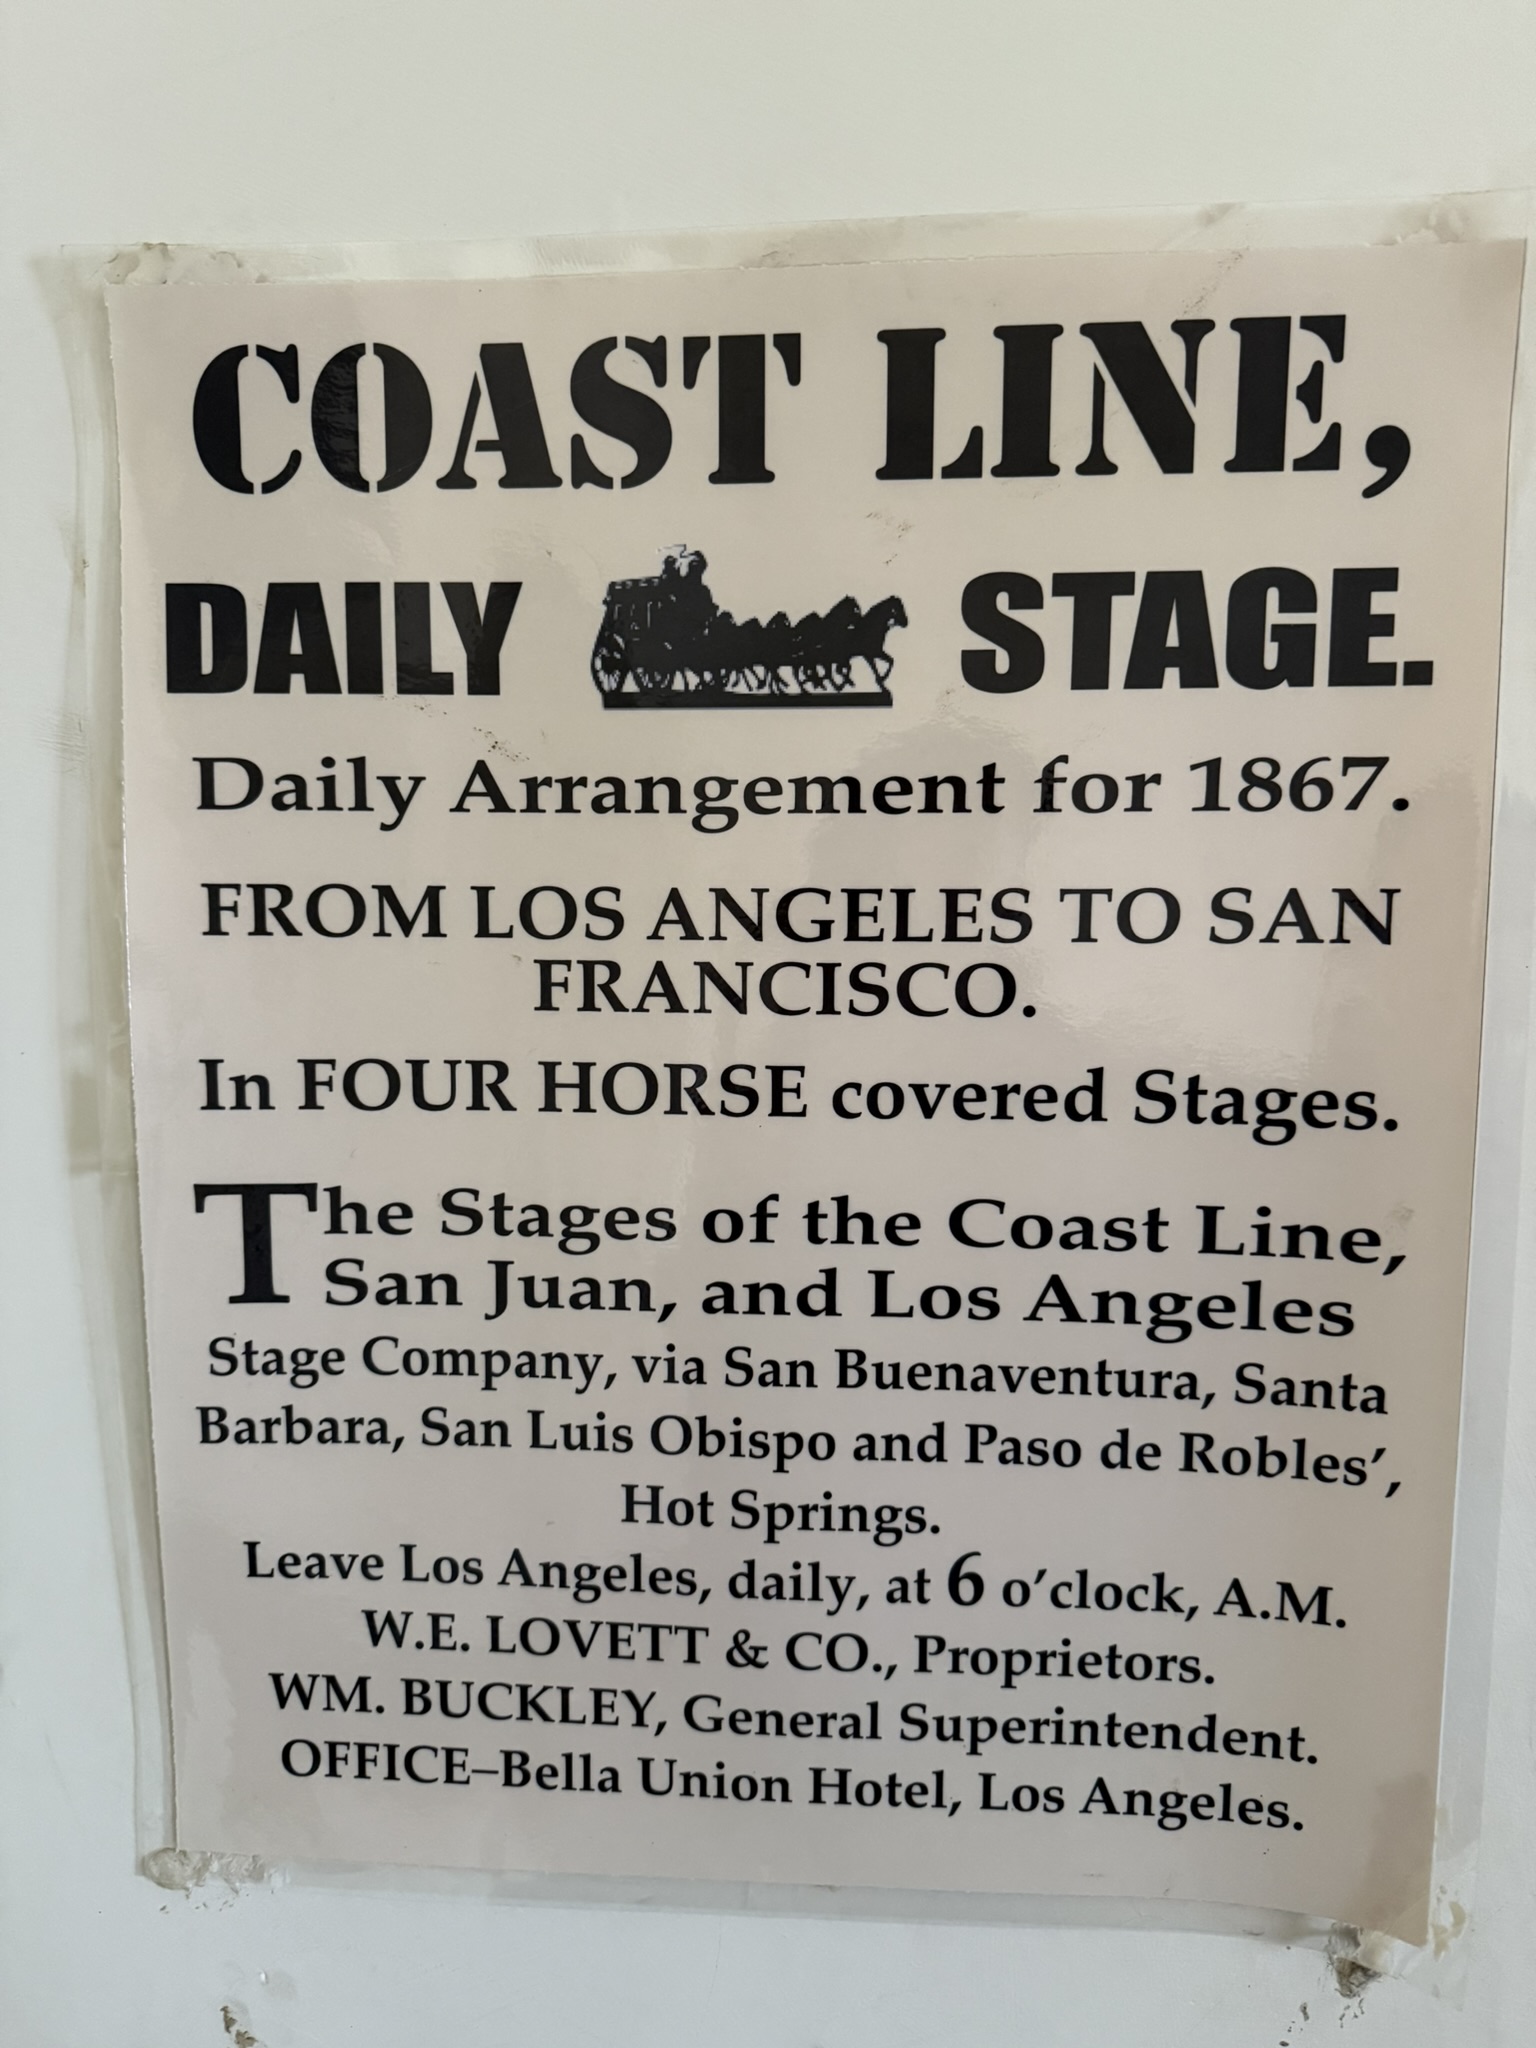 COAST LINE,
DAILY STAGE.
Daily Arrangement for 1867.
FROM LOS ANGELES TO SAN
FRANCISCO.
In FOUR HORSE covered Stages.
The Stages of the Coast Line,
San Juan, and Los Angeles
Stage Company, via San Buenaventura, Santa
Barbara, San Luis Obispo and Paso de Robles’,
Hot Springs.
Leave Los Angeles, daily, at 6 o’clock, A.M.
W.E. LOVETT & CO., Proprietors.
WM. BUCKLEY, General Superintendent.
OFFICE–Bella Union Hotel, Los Angeles.